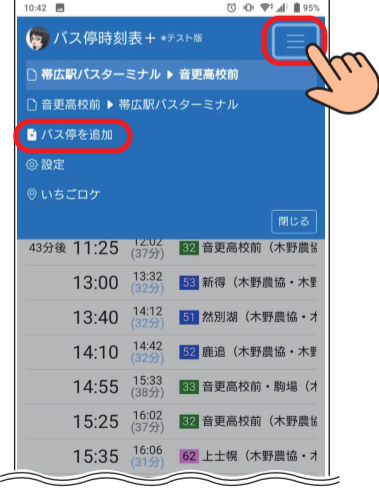 10:42 95%
バス停時刻表＋ •テスト版
帯広駅バスターミナル ▶ 音更高校前
音更高校前 ▶ 帯広駅バスターミナル
バス停を追加
設定
いちごロケ
閉じる
43分後 11:25 12:02 (37分) 32 音更高校前（木野農協
13:00 13:32 (32分) 53 新得（木野農協・木野
13:40 14:12 (32分) 51 然別湖（木野農協・木
14:10 14:42 (32分) 52 鹿追（木野農協・木野
14:55 15:33 (38分) 33 音更高校前・駒場（木
15:25 16:02 (37分) 32 音更高校前（木野農協
15:35 16:06 (31分) 62 上士幌（木野農協・木